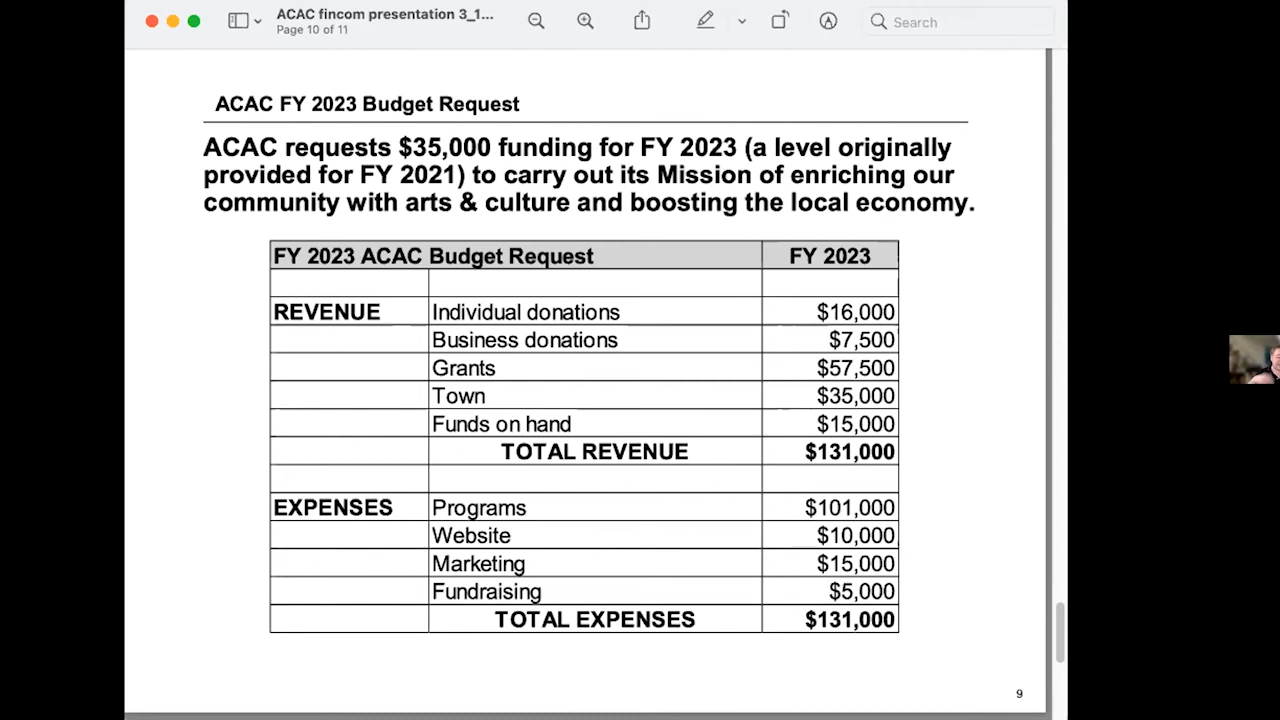 ACAC fincom presentation 3_1...
Page 10 of 11
Search
ACAC FY 2023 Budget Request
ACAC requests $35,000 funding for FY 2023 (a level originally
provided for FY 2021) to carry out its Mission of enriching our
community with arts & culture and boosting the local economy.
FY 2023 ACAC Budget Request FY 2023
REVENUE Individual donations $16,000
Business donations $7,500
Grants $57,500
Town $35,000
Funds on hand $15,000
TOTAL REVENUE $131,000
EXPENSES Programs $101,000
Website $10,000
Marketing $15,000
Fundraising $5,000
TOTAL EXPENSES $131,000
9